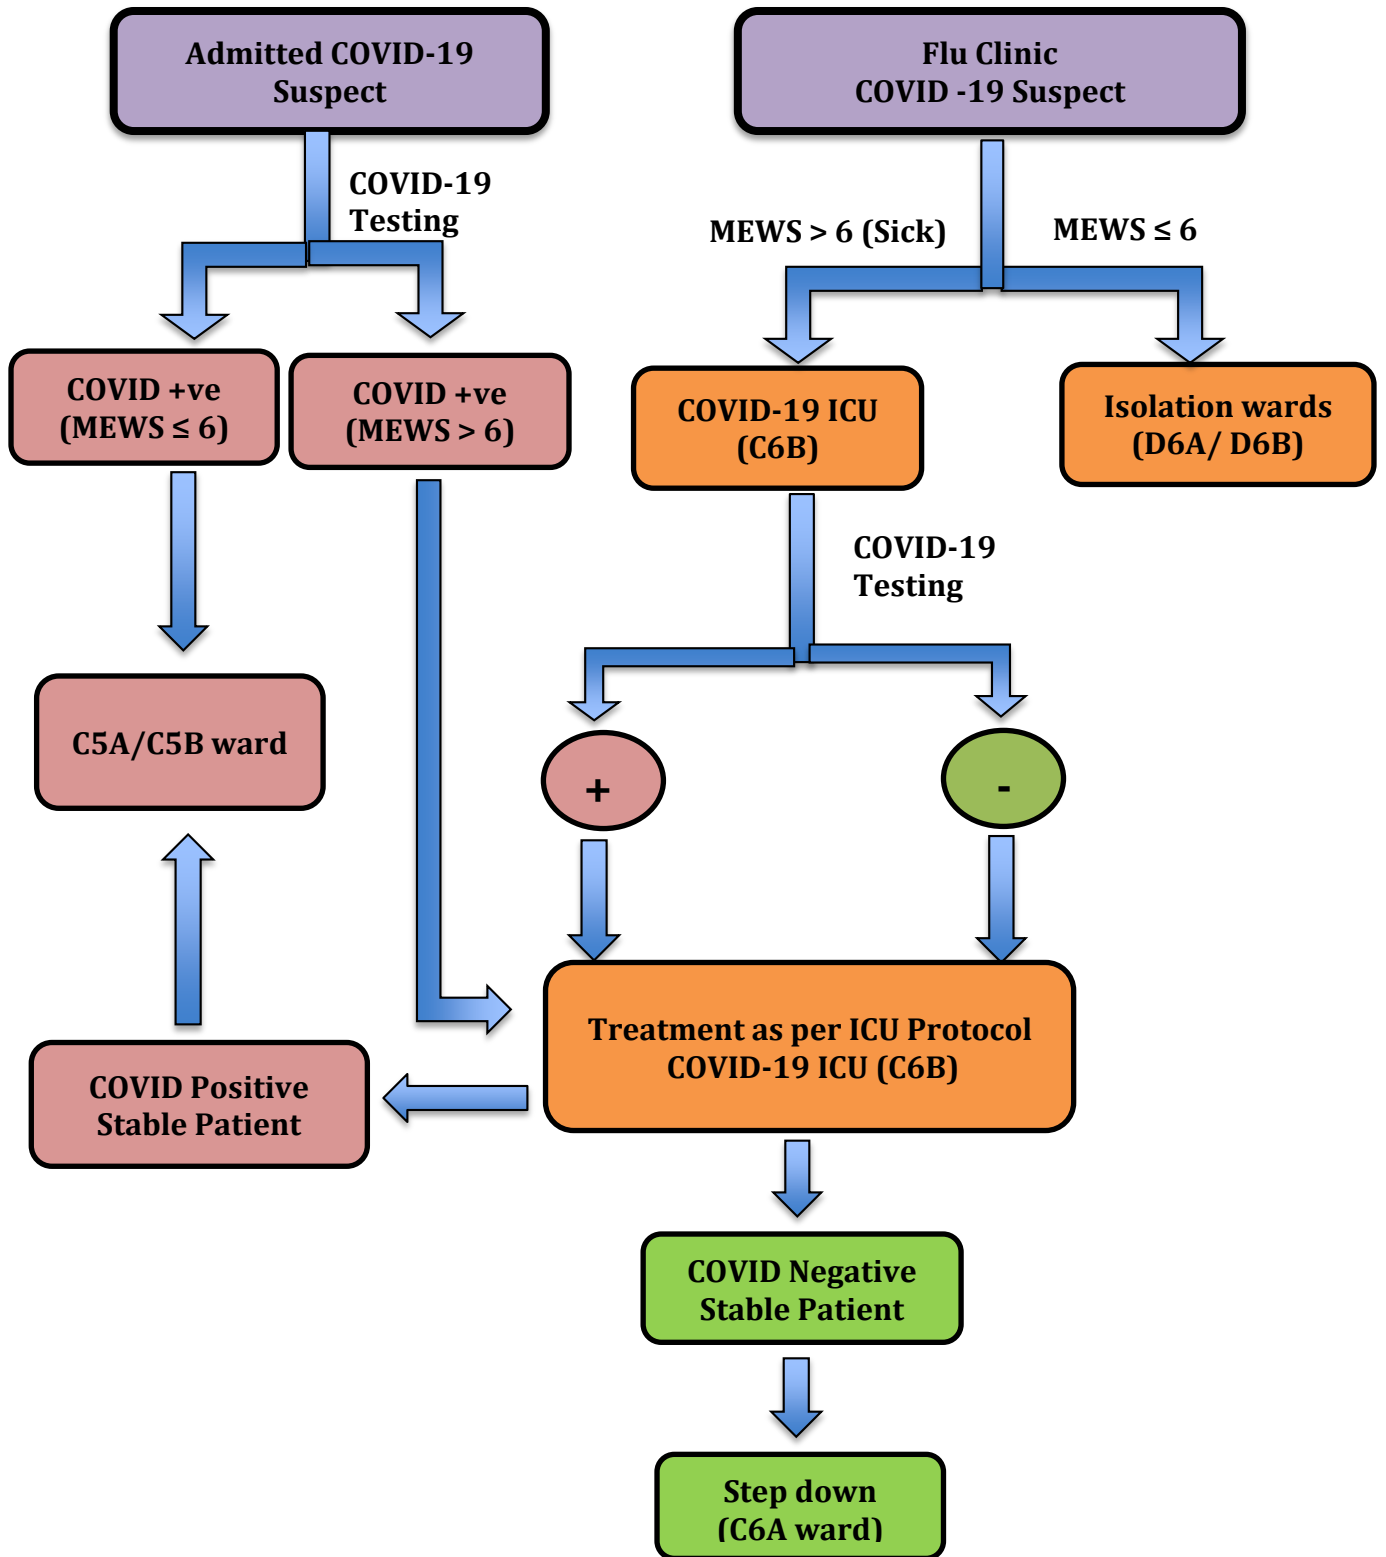 Admitted COVID-19
Suspect
Flu Clinic
COVID -19 Suspect
COVID-19
Testing
MEWS > 6 (Sick)
MEWS ≤ 6
COVID +ve
(MEWS ≤ 6)
COVID +ve
(MEWS > 6)
COVID-19 ICU
(C6B)
Isolation wards
(D6A/ D6B)
COVID-19
Testing
C5A/C5B ward
+
-
Treatment as per ICU Protocol
COVID-19 ICU (C6B)
COVID Positive
Stable Patient
COVID Negative
Stable Patient
Step down
(C6A ward)